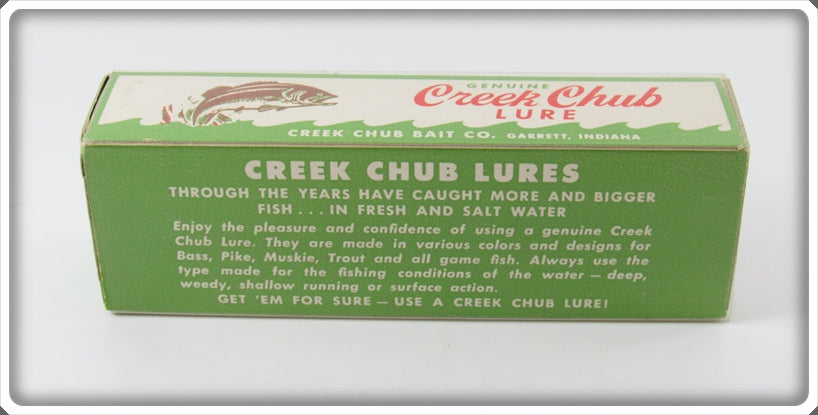 GENUINE
Creek Chub
LURE
CREEK CHUB BAIT CO. GARRETT, INDIANA
CREEK CHUB LURES
THROUGH THE YEARS HAVE CAUGHT MORE AND BIGGER
FISH . . . IN FRESH AND SALT WATER
Enjoy the pleasure and confidence of using a genuine Creek
Chub Lure. They are made in various colors and designs for
Bass, Pike, Muskie, Trout and all game fish. Always use the
type made for the fishing conditions of the water — deep,
weedy, shallow running or surface action.
GET 'EM FOR SURE — USE A CREEK CHUB LURE!